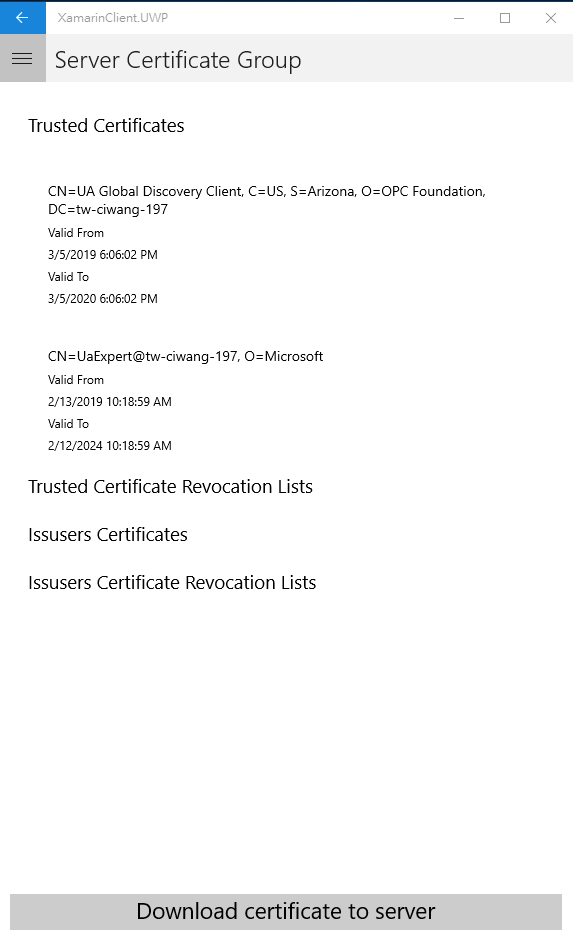 XamarinClient.UWP
Server Certificate Group
Trusted Certificates
CN=UA Global Discovery Client, C=US, S=Arizona, O=OPC Foundation,
DC=tw-ciwang-197
Valid From
3/5/2019 6:06:02 PM
Valid To
3/5/2020 6:06:02 PM
CN=UaExpert@tw-ciwang-197, O=Microsoft
Valid From
2/13/2019 10:18:59 AM
Valid To
2/12/2024 10:18:59 AM
Trusted Certificate Revocation Lists
Issusers Certificates
Issusers Certificate Revocation Lists
Download certificate to server